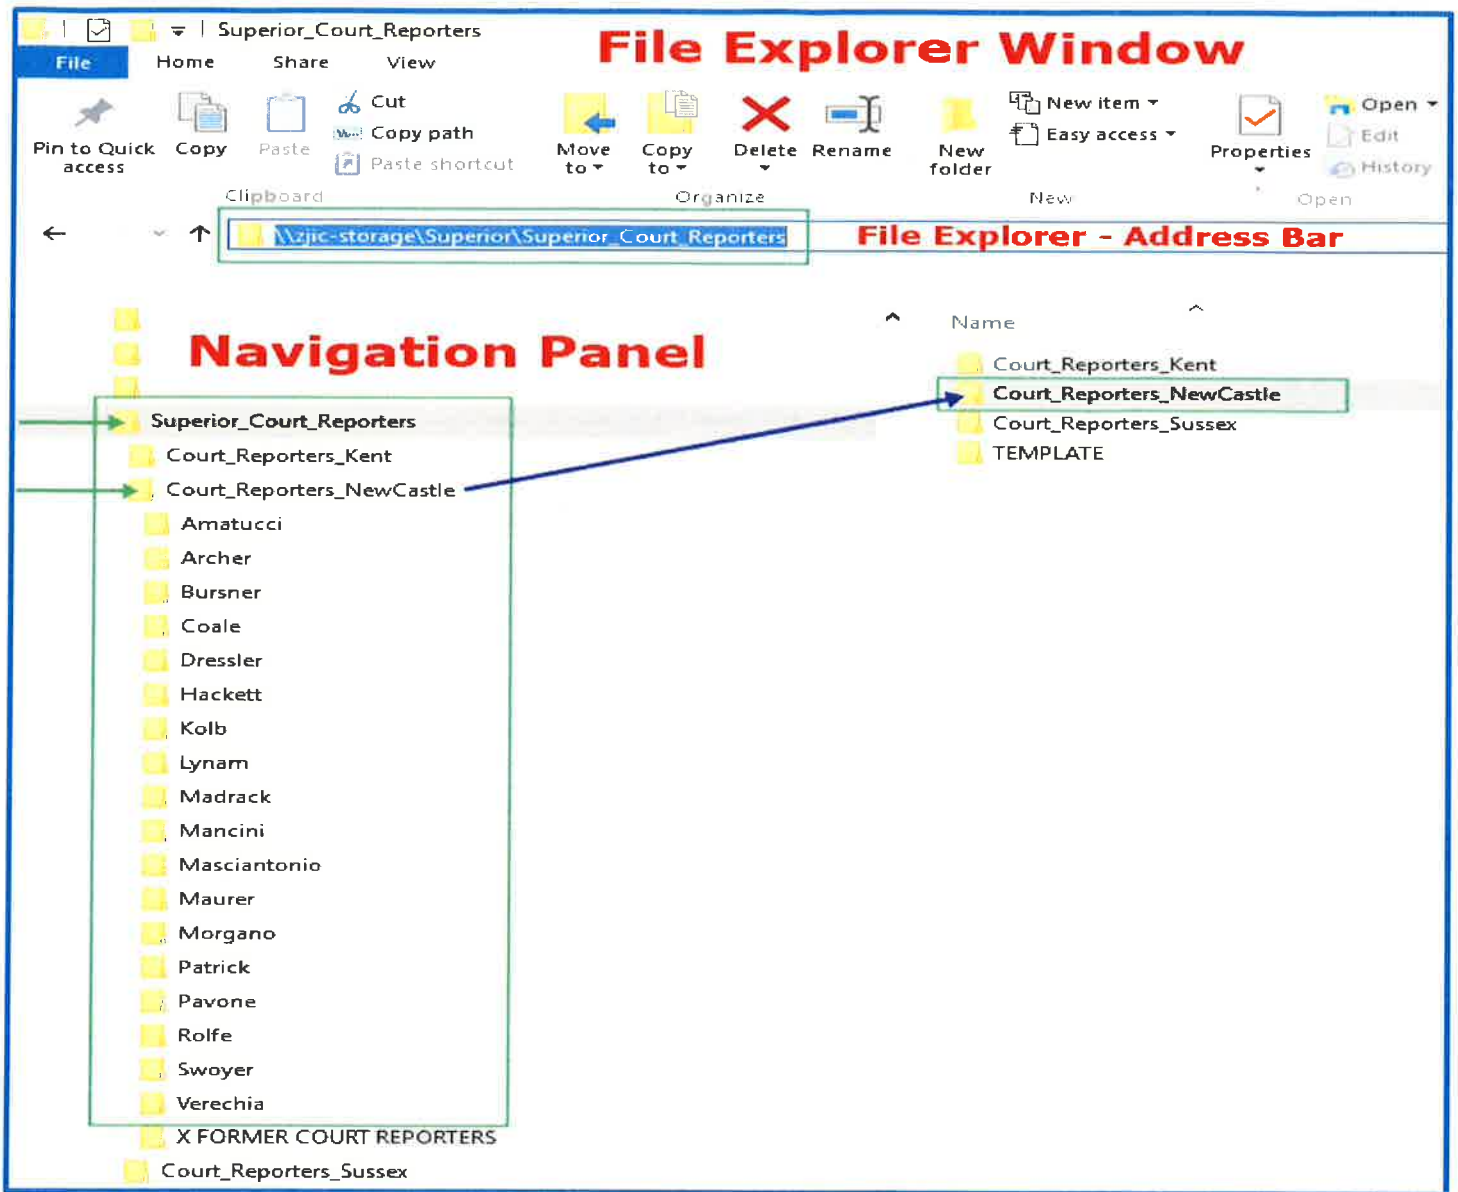 Superior_Court_Reporters
File Explorer Window
File Home Share View
Pin to Quick access
Copy
Paste
Cut
Copy path
Paste shortcut
Move to
Copy to
Delete
Rename
New folder
New item
Easy access
Properties
Open
Edit
History
Clipboard Organize New Open
\\zjic-storage\Superior\Superior_Court_Reporters
File Explorer - Address Bar
Navigation Panel
Superior_Court_Reporters
Court_Reporters_Kent
Court_Reporters_NewCastle
Amatucci
Archer
Bursner
Coale
Dressler
Hackett
Kolb
Lynam
Madrack
Mancini
Masciantonio
Maurer
Morgano
Patrick
Pavone
Rolfe
Swoyer
Verechia
X FORMER COURT REPORTERS
Court_Reporters_Sussex
Name
Court_Reporters_Kent
Court_Reporters_NewCastle
Court_Reporters_Sussex
TEMPLATE